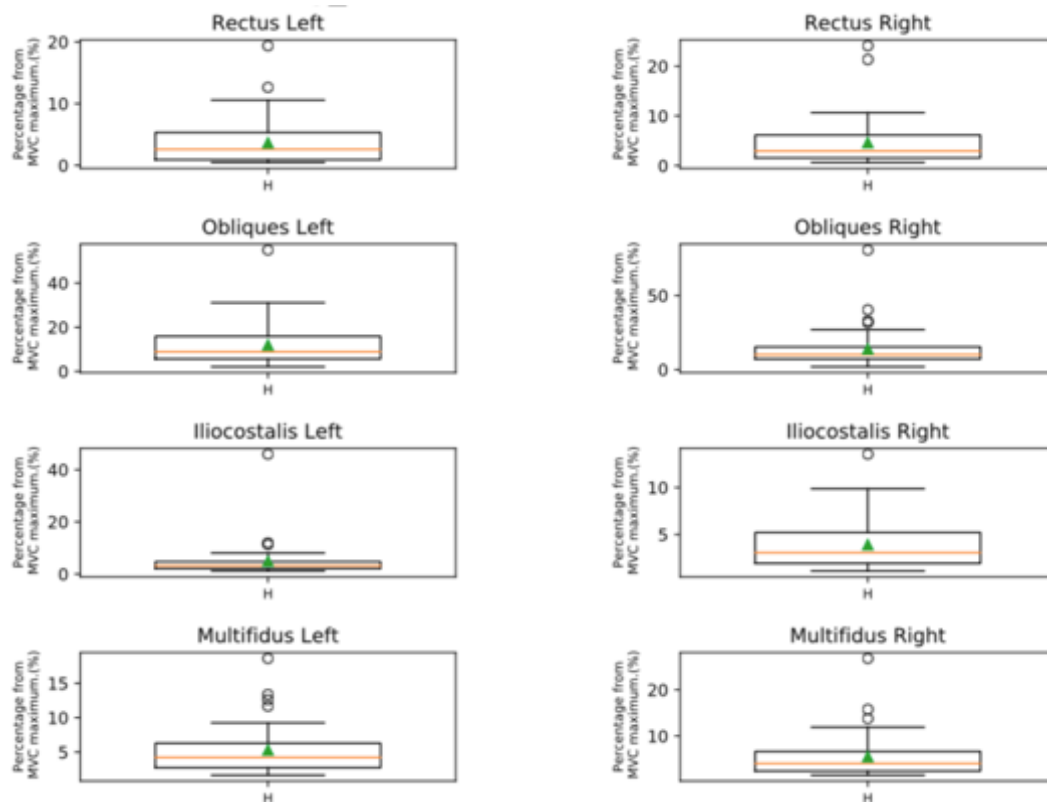 Rectus Left
Rectus Right
Percentage from
MVC maximum.(%)
20
10
0
H
Percentage from
MVC maximum.(%)
20
10
0
H
Obliques Left
Obliques Right
Percentage from
MVC maximum.(%)
40
20
0
H
Percentage from
MVC maximum.(%)
50
0
H
Iliocostalis Left
Iliocostalis Right
Percentage from
MVC maximum.(%)
40
20
0
H
Percentage from
MVC maximum.(%)
10
5
H
Multifidus Left
Multifidus Right
Percentage from
MVC maximum.(%)
15
10
5
H
Percentage from
MVC maximum.(%)
20
10
H